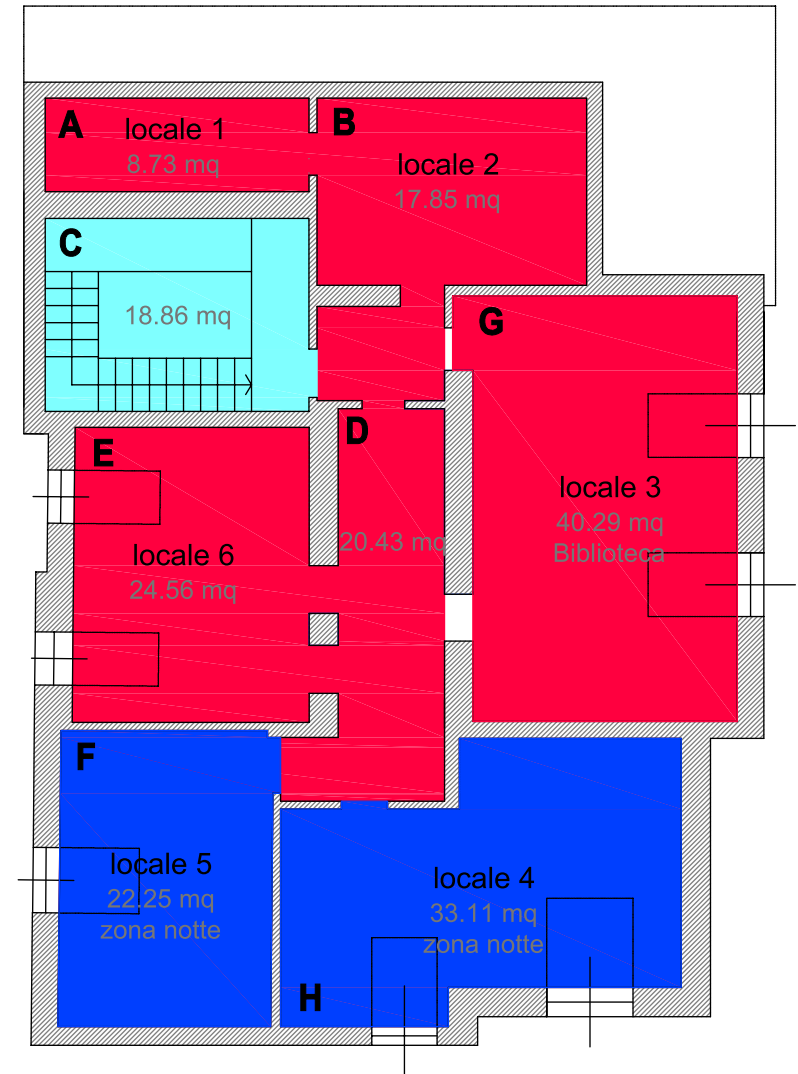 A
locale 1
8.73 mq
B
locale 2
17.85 mq
C
18.86 mq
G
D
20.43 mq
E
locale 6
24.56 mq
locale 3
40.29 mq
Biblioteca
F
locale 5
22.25 mq
zona notte
locale 4
33.11 mq
zona notte
H